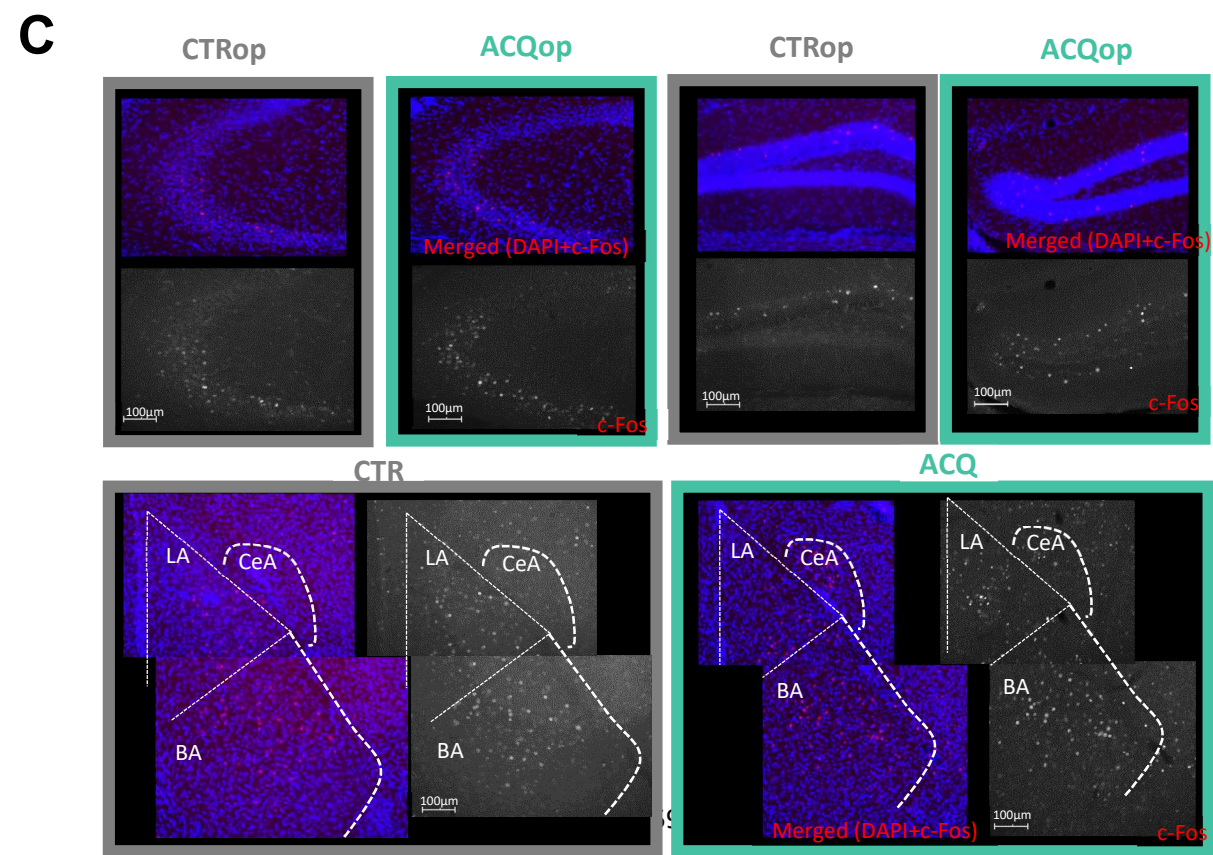 C
CTRop
ACQop
CTRop
ACQop
Merged (DAPI+c-Fos)
Merged (DAPI+c-Fos)
100µm
100µm
100µm
100µm
c-Fos
c-Fos
CTR
ACQ
LA
CeA
LA
CeA
LA
CeA
LA
CeA
BA
BA
BA
BA
100µm
100µm
Merged (DAPI+c-Fos)
c-Fos